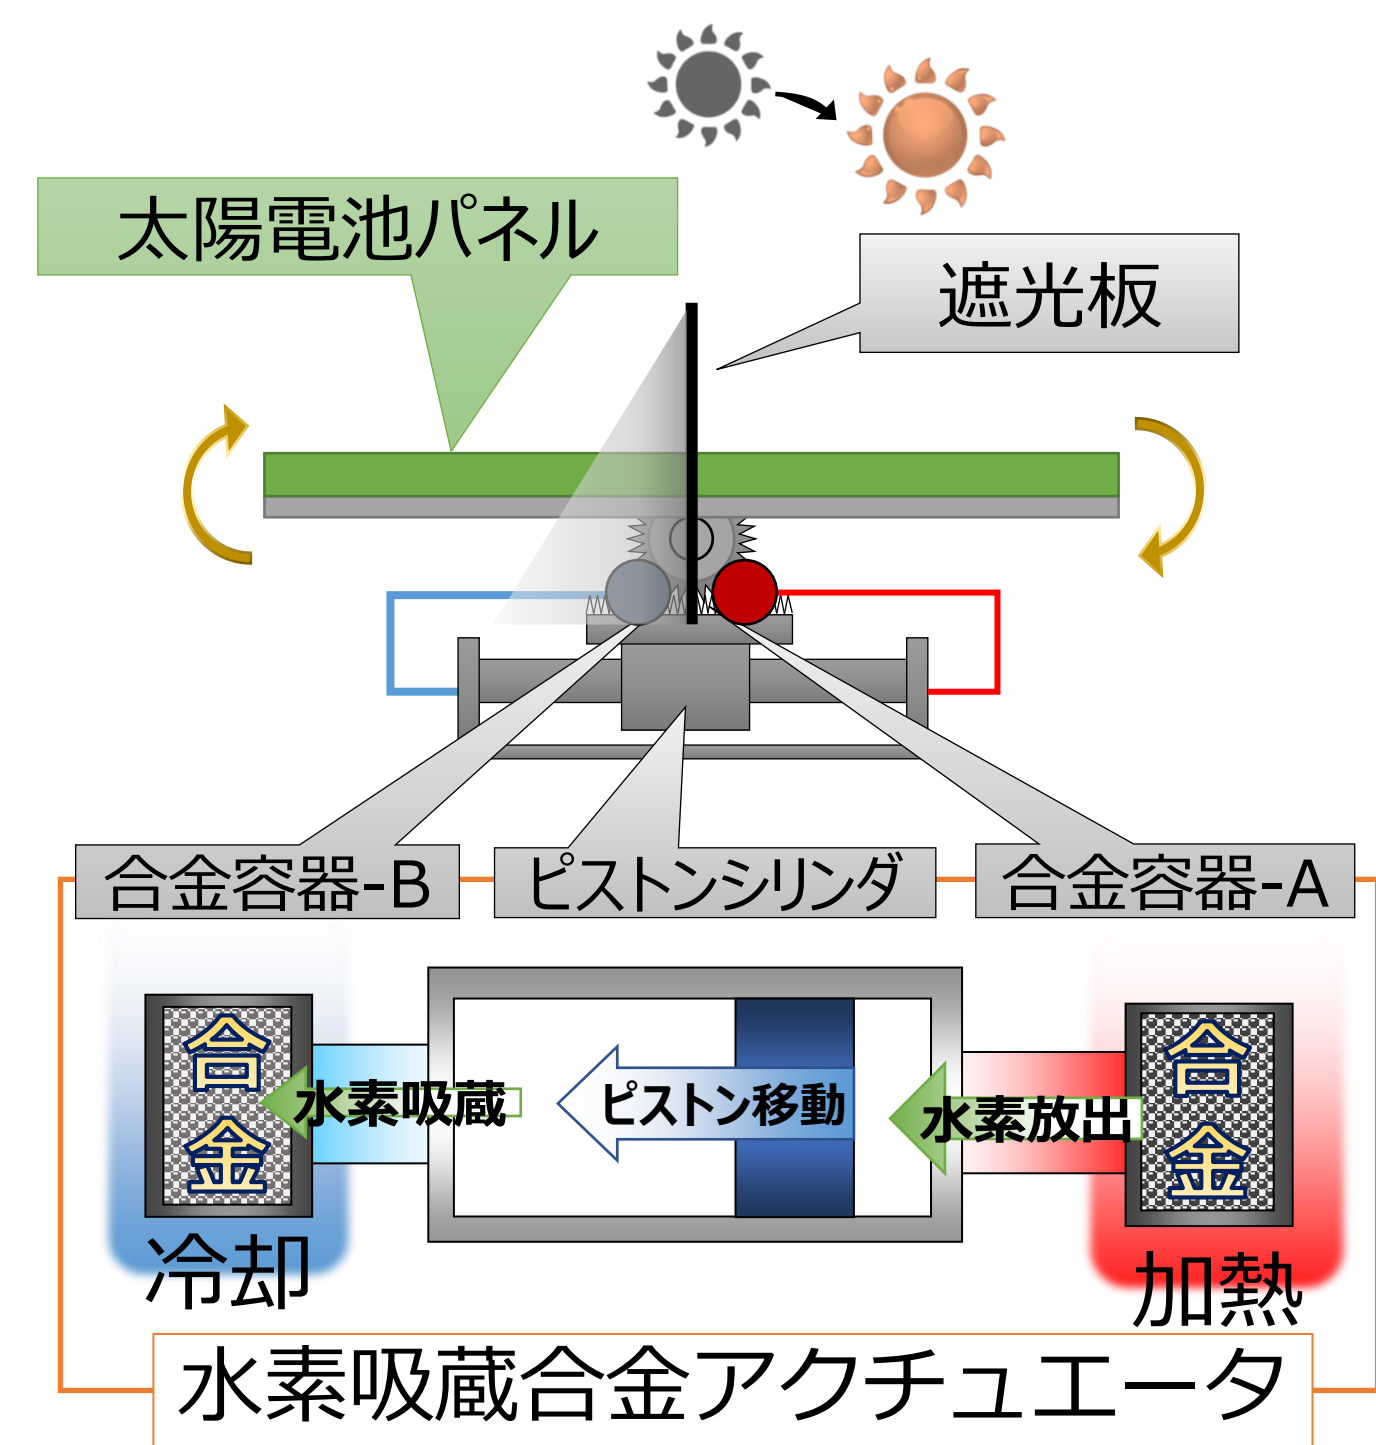 太陽電池パネル
遮光板
合金容器-B
ピストンシリンダ
合金容器-A
合金
水素吸蔵
ピストン移動
水素放出
合金
冷却
加熱
水素吸蔵合金アクチュエータ